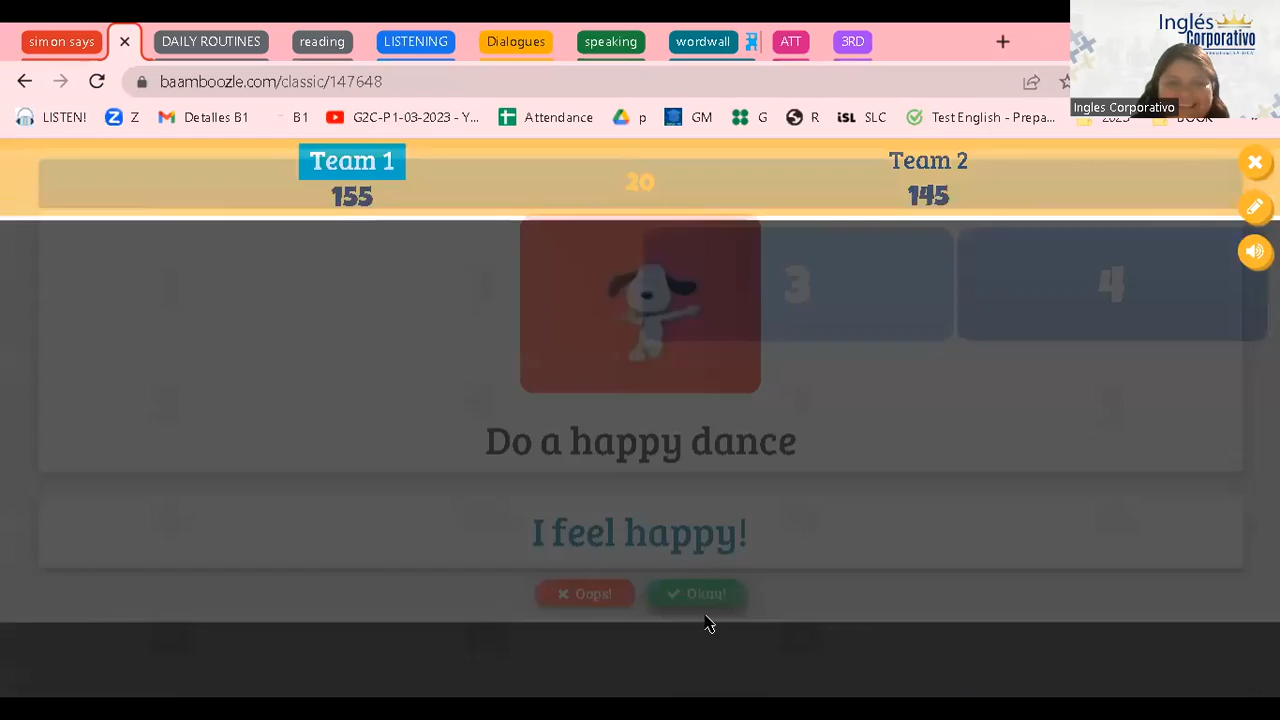 simon says
DAILY ROUTINES
reading
LISTENING
Dialogues
speaking
wordwall
ATT
3RD
Inglés
Corporativo
baamboozle.com/classic/147648
Ingles Corporativo
LISTEN!
Z
Detalles B1
B1
G2C-P1-03-2023 - Y...
Attendance
p
GM
G
R
iSL SLC
Test English - Prepa...
2023
BOOK
Team 1
155
20
Team 2
145
3
4
Do a happy dance
I feel happy!
Oops!
Okay!